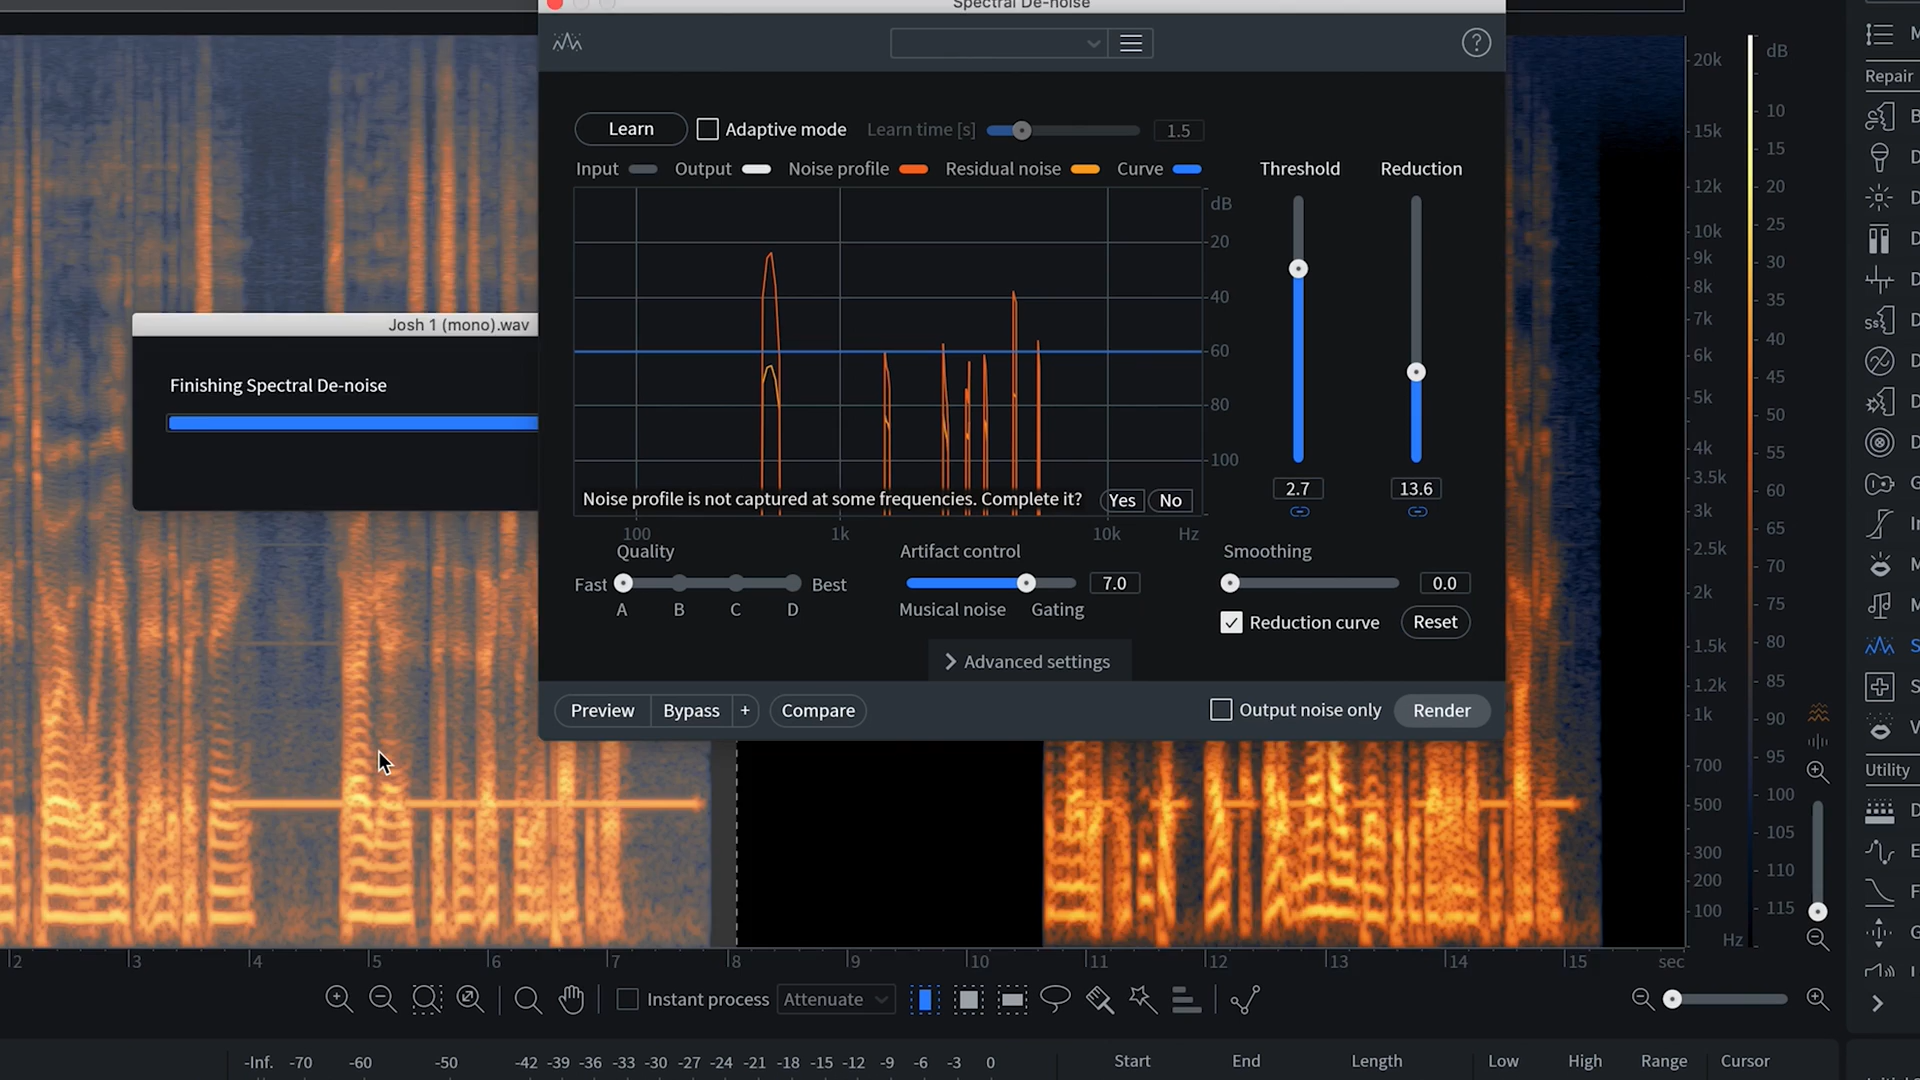 Spectral De-noise
?
Learn
Adaptive mode
Learn time [s]
1.5
Input
Output
Noise profile
Residual noise
Curve
Threshold
Reduction
dB
20
40
60
80
100
Noise profile is not captured at some frequencies. Complete it?
Yes
No
100
1k
10k
Hz
2.7
13.6
Quality
Fast
Best
A
B
C
D
Artifact control
7.0
Musical noise
Gating
Smoothing
0.0
Reduction curve
Reset
Advanced settings
Preview
Bypass
+
Compare
Output noise only
Render
Josh 1 (mono).wav
Finishing Spectral De-noise
20k
15k
12k
10k
9k
8k
7k
6k
5k
4k
3.5k
3k
2.5k
2k
1.5k
1.2k
1k
700
500
300
200
100
Hz
dB
10
15
20
25
30
35
40
45
50
55
60
65
70
75
80
85
90
95
100
105
110
115
Repair
Utility
2
3
4
5
6
7
8
9
10
11
12
13
14
15
sec
Instant process
Attenuate
-Inf.
-70
-60
-50
-42
-39
-36
-33
-30
-27
-24
-21
-18
-15
-12
-9
-6
-3
0
Start
End
Length
Low
High
Range
Cursor